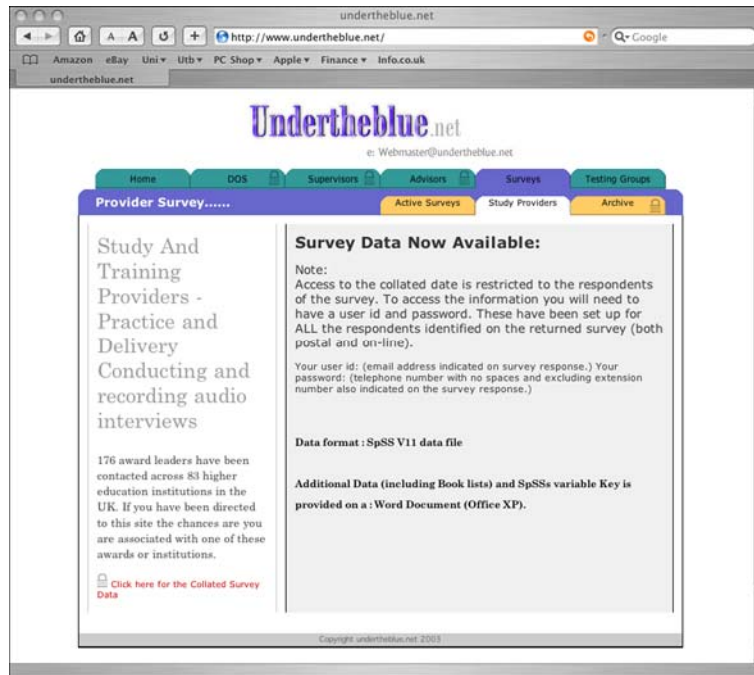 undertheblue.net
A A
http://www.undertheblue.net/
Google
Amazon eBay Uni Utb PC Shop Apple Finance Info.co.uk
undertheblue.net
Undertheblue.net
e: Webmaster@undertheblue.net
Home DOS Supervisors Advisors Surveys Testing Groups
Provider Survey...... Active Surveys Study Providers Archive
Study And
Training
Providers -
Practice and
Delivery
Conducting and
recording audio
interviews
176 award leaders have been
contacted across 83 higher
education institutions in the
UK. If you have been directed
to this site the chances are you
are associated with one of these
awards or institutions.
Click here for the Collated Survey
Data
Survey Data Now Available:
Note:
Access to the collated date is restricted to the respondents
of the survey. To access the information you will need to
have a user id and password. These have been set up for
ALL the respondents identified on the returned survey (both
postal and on-line).
Your user id: (email address indicated on survey response.) Your
password: (telephone number with no spaces and excluding extension
number also indicated on the survey response.)
Data format : SpSS V11 data file
Additional Data (including Book lists) and SpSSs variable Key is
provided on a : Word Document (Office XP).
Copyright undertheblue.net 2003